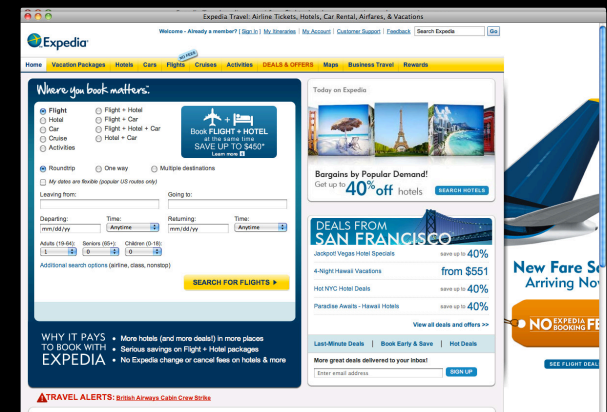 Expedia Travel: Airline Tickets, Hotels, Car Rental, Airfares, & Vacations
Welcome - Already a member? | Sign in | My Itineraries | My Account | Customer Support | Feedback
Search Expedia
Go
Expedia
NO FEES
Home Vacation Packages Hotels Cars Flights Cruises Activities DEALS & OFFERS Maps Business Travel Rewards
Where you book matters.
Flight
Hotel
Car
Cruise
Activities
Flight + Hotel
Flight + Car
Flight + Hotel + Car
Hotel + Car
Book FLIGHT + HOTEL
at the same time
SAVE UP TO $450*
Learn more
Roundtrip One way Multiple destinations
My dates are flexible (popular US routes only)
Leaving from: Going to:
Departing: Time: Returning: Time:
mm/dd/yy Anytime mm/dd/yy Anytime
Adults (19-64): Seniors (65+): Children (0-18):
1 0 0
Additional search options (airline, class, nonstop)
SEARCH FOR FLIGHTS
WHY IT PAYS
TO BOOK WITH
EXPEDIA
• More hotels (and more deals!) in more places
• Serious savings on Flight + Hotel packages
• No Expedia change or cancel fees on hotels & more
TRAVEL ALERTS: British Airways Cabin Crew Strike
Today on Expedia
Bargains by Popular Demand!
Get up to 40% off hotels
SEARCH HOTELS
DEALS FROM
SAN FRANCISCO
Jackpot! Vegas Hotel Specials save up to 40%
4-Night Hawaii Vacations from $551
Hot NYC Hotel Deals save up to 40%
Paradise Awaits - Hawaii Hotels save up to 40%
View all deals and offers >>
Last-Minute Deals | Book Early & Save | Hot Deals
More great deals delivered to your inbox!
Enter email address
SIGN UP
New Fare Sa
Arriving Nov
NO EXPEDIA
BOOKING FE
SEE FLIGHT DEAL